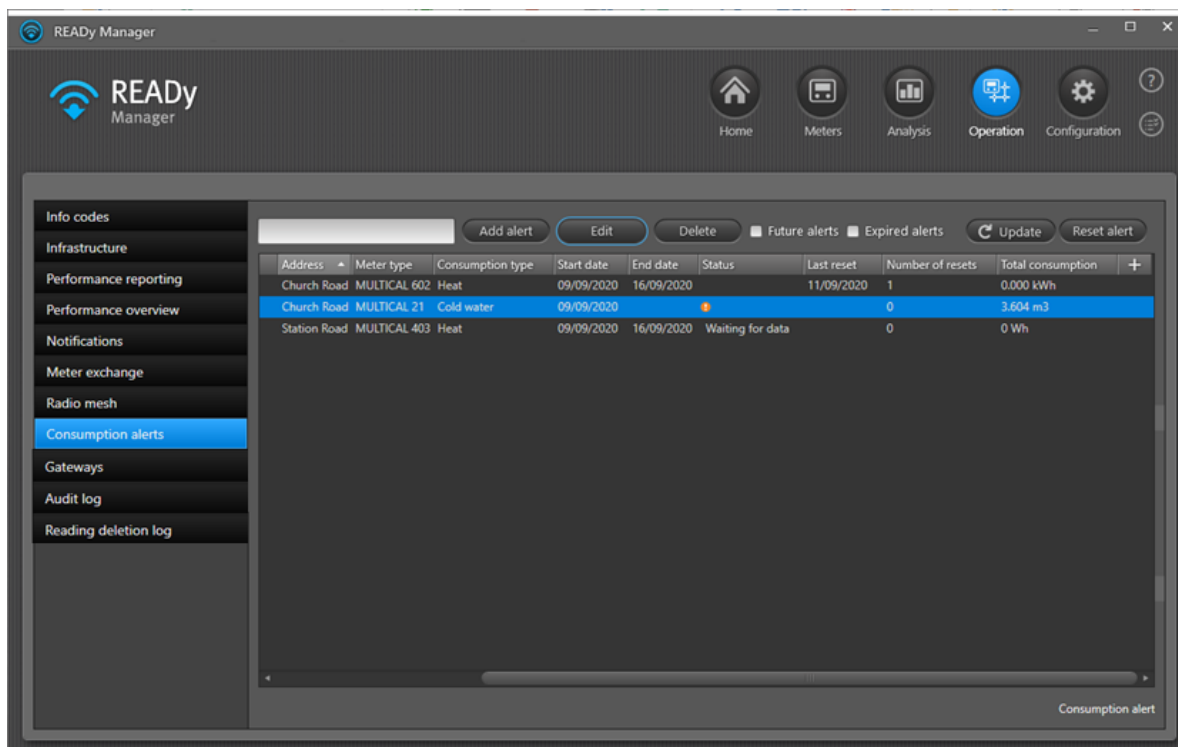 READy Manager
READy
Manager
Home Meters Analysis Operation Configuration
?
Info codes
Infrastructure
Performance reporting
Performance overview
Notifications
Meter exchange
Radio mesh
Consumption alerts
Gateways
Audit log
Reading deletion log
Add alert Edit Delete Future alerts Expired alerts Update Reset alert
Address Meter type Consumption type Start date End date Status Last reset Number of resets Total consumption +
Church Road MULTICAL 602 Heat 09/09/2020 16/09/2020 11/09/2020 1 0.000 kWh
Church Road MULTICAL 21 Cold water 09/09/2020 0 3.604 m3
Station Road MULTICAL 403 Heat 09/09/2020 16/09/2020 Waiting for data 0 0 Wh
Consumption alert